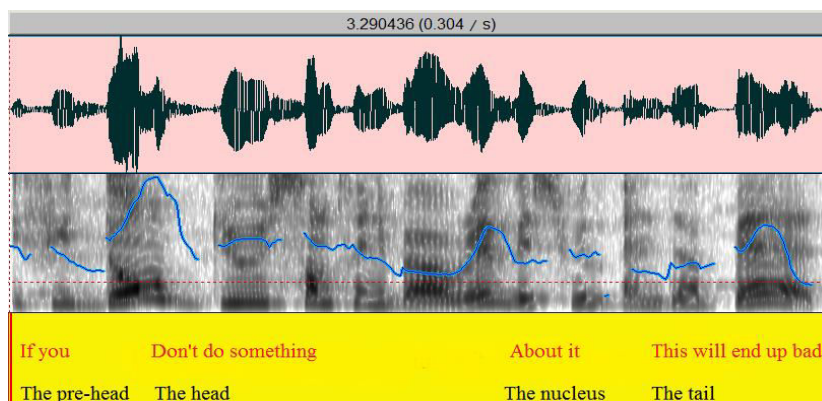 3.290436 (0.304 / s)
If you Don't do something About it This will end up bad
The pre-head The head The nucleus The tail